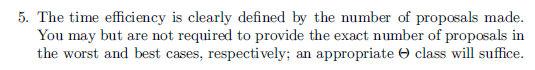 5. The time efficiency is clearly defined by the number of proposals made.
You may but are not required to provide the exact number of proposals in
the worst and best cases, respectively; an appropriate Θ class will suffice.